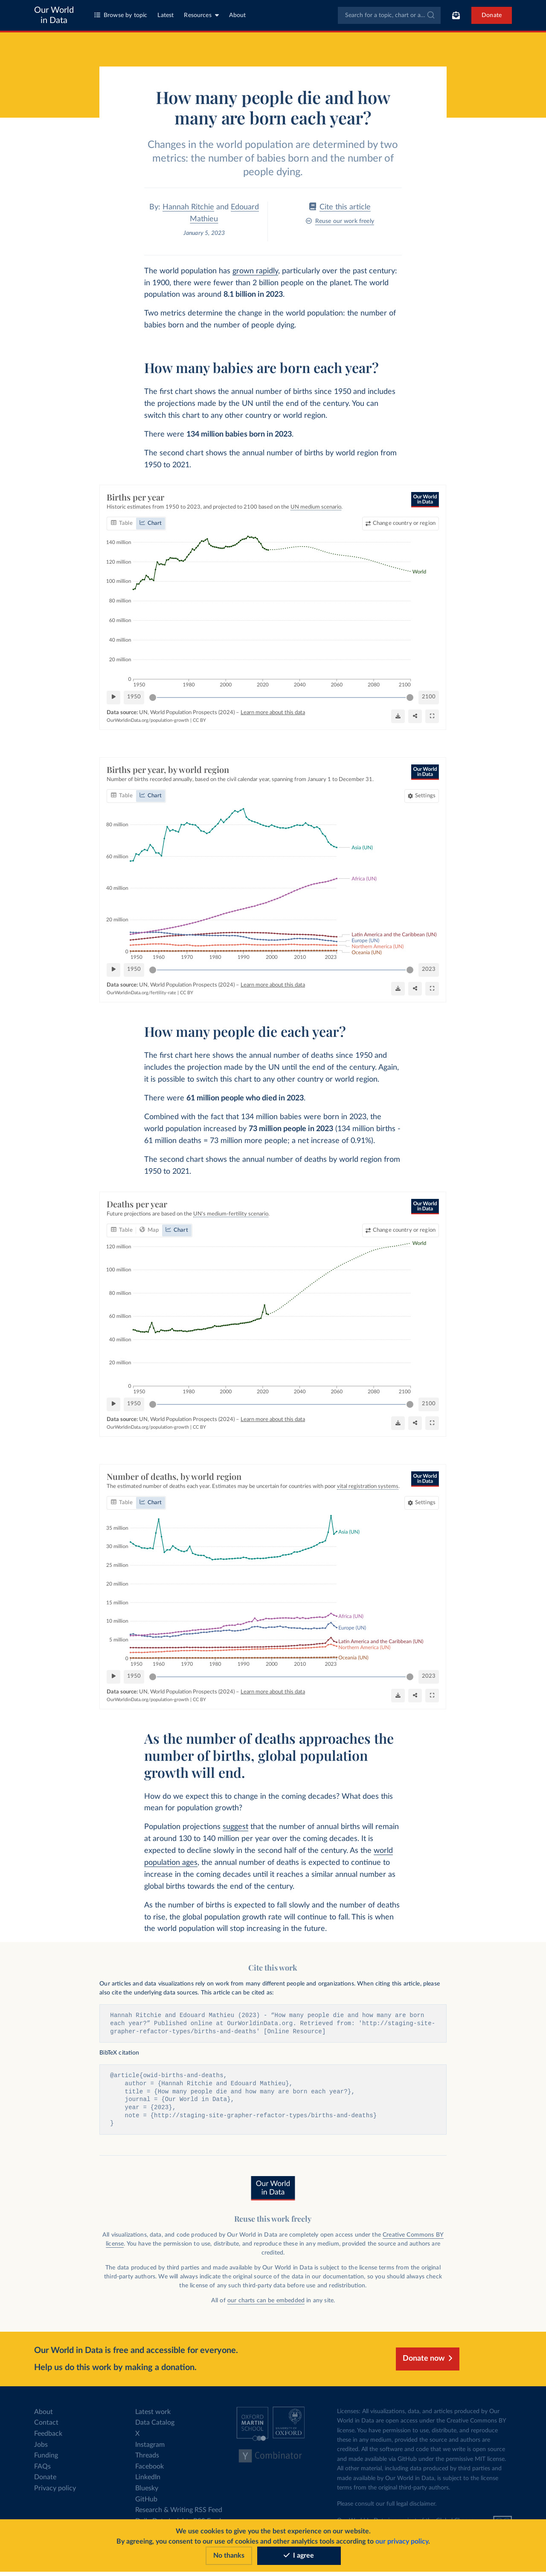 Our World
in Data
Browse by topic
Latest
Resources
About
Search for a topic, chart or a...
Donate
How many people die and how
many are born each year?
Changes in the world population are determined by two
metrics: the number of babies born and the number of
people dying.
By: Hannah Ritchie and Edouard
Mathieu
January 5, 2023
Cite this article
Reuse our work freely
The world population has grown rapidly, particularly over the past century:
in 1900, there were fewer than 2 billion people on the planet. The world
population was around 8.1 billion in 2023.
Two metrics determine the change in the world population: the number of
babies born and the number of people dying.
How many babies are born each year?
The first chart shows the annual number of births since 1950 and includes
the projections made by the UN until the end of the century. You can
switch this chart to any other country or world region.
There were 134 million babies born in 2023.
The second chart shows the annual number of births by world region from
1950 to 2021.
Births per year
Historic estimates from 1950 to 2023, and projected to 2100 based on the UN medium scenario.
Our World
in Data
Table
Chart
Change country or region
140 million
120 million
100 million
80 million
60 million
40 million
20 million
0
World
1950 1980 2000 2020 2040 2060 2080 2100
1950
2100
Data source: UN, World Population Prospects (2024) – Learn more about this data
OurWorldinData.org/population-growth | CC BY
Births per year, by world region
Number of births recorded annually, based on the civil calendar year, spanning from January 1 to December 31.
Our World
in Data
Table
Chart
Settings
80 million
60 million
40 million
20 million
0
Asia (UN)
Africa (UN)
Latin America and the Caribbean (UN)
Europe (UN)
Northern America (UN)
Oceania (UN)
1950 1960 1970 1980 1990 2000 2010 2023
1950
2023
Data source: UN, World Population Prospects (2024) – Learn more about this data
OurWorldinData.org/fertility-rate | CC BY
How many people die each year?
The first chart here shows the annual number of deaths since 1950 and
includes the projection made by the UN until the end of the century. Again,
it is possible to switch this chart to any other country or world region.
There were 61 million people who died in 2023.
Combined with the fact that 134 million babies were born in 2023, the
world population increased by 73 million people in 2023 (134 million births -
61 million deaths = 73 million more people; a net increase of 0.91%).
The second chart shows the annual number of deaths by world region from
1950 to 2021.
Deaths per year
Future projections are based on the UN's medium-fertility scenario.
Our World
in Data
Table
Map
Chart
Change country or region
120 million
100 million
80 million
60 million
40 million
20 million
0
World
1950 1980 2000 2020 2040 2060 2080 2100
1950
2100
Data source: UN, World Population Prospects (2024) – Learn more about this data
OurWorldinData.org/population-growth | CC BY
Number of deaths, by world region
The estimated number of deaths each year. Estimates may be uncertain for countries with poor vital registration systems.
Our World
in Data
Table
Chart
Settings
35 million
30 million
25 million
20 million
15 million
10 million
5 million
0
Asia (UN)
Africa (UN)
Europe (UN)
Latin America and the Caribbean (UN)
Northern America (UN)
Oceania (UN)
1950 1960 1970 1980 1990 2000 2010 2023
1950
2023
Data source: UN, World Population Prospects (2024) – Learn more about this data
OurWorldinData.org/population-growth | CC BY
As the number of deaths approaches the
number of births, global population
growth will end.
How do we expect this to change in the coming decades? What does this
mean for population growth?
Population projections suggest that the number of annual births will remain
at around 130 to 140 million per year over the coming decades. It is
expected to decline slowly in the second half of the century. As the world
population ages, the annual number of deaths is expected to continue to
increase in the coming decades until it reaches a similar annual number as
global births towards the end of the century.
As the number of births is expected to fall slowly and the number of deaths
to rise, the global population growth rate will continue to fall. This is when
the world population will stop increasing in the future.
Cite this work
Our articles and data visualizations rely on work from many different people and organizations. When citing this article, please
also cite the underlying data sources. This article can be cited as:
Hannah Ritchie and Edouard Mathieu (2023) - “How many people die and how many are born
each year?” Published online at OurWorldinData.org. Retrieved from: 'http://staging-site-
grapher-refactor-types/births-and-deaths' [Online Resource]
BibTeX citation
@article{owid-births-and-deaths,
author = {Hannah Ritchie and Edouard Mathieu},
title = {How many people die and how many are born each year?},
journal = {Our World in Data},
year = {2023},
note = {http://staging-site-grapher-refactor-types/births-and-deaths}
}
Our World
in Data
Reuse this work freely
All visualizations, data, and code produced by Our World in Data are completely open access under the Creative Commons BY
license. You have the permission to use, distribute, and reproduce these in any medium, provided the source and authors are
credited.
The data produced by third parties and made available by Our World in Data is subject to the license terms from the original
third-party authors. We will always indicate the original source of the data in our documentation, so you should always check
the license of any such third-party data before use and redistribution.
All of our charts can be embedded in any site.
Our World in Data is free and accessible for everyone.
Help us do this work by making a donation.
Donate now
About
Contact
Feedback
Jobs
Funding
FAQs
Donate
Privacy policy
Latest work
Data Catalog
X
Instagram
Threads
Facebook
LinkedIn
Bluesky
GitHub
Research & Writing RSS Feed
OXFORD
MARTIN
SCHOOL
UNIVERSITY OF
OXFORD
Y Combinator
Licenses: All visualizations, data, and articles produced by Our
World in Data are open access under the Creative Commons BY
license. You have permission to use, distribute, and reproduce
these in any medium, provided the source and authors are
credited. All the software and code that we write is open source
and made available via GitHub under the permissive MIT license.
All other material, including data produced by third parties and
made available by Our World in Data, is subject to the license
terms from the original third-party authors.
Please consult our full legal disclaimer.
We use cookies to give you the best experience on our website.
By agreeing, you consent to our use of cookies and other analytics tools according to our privacy policy.
No thanks
I agree